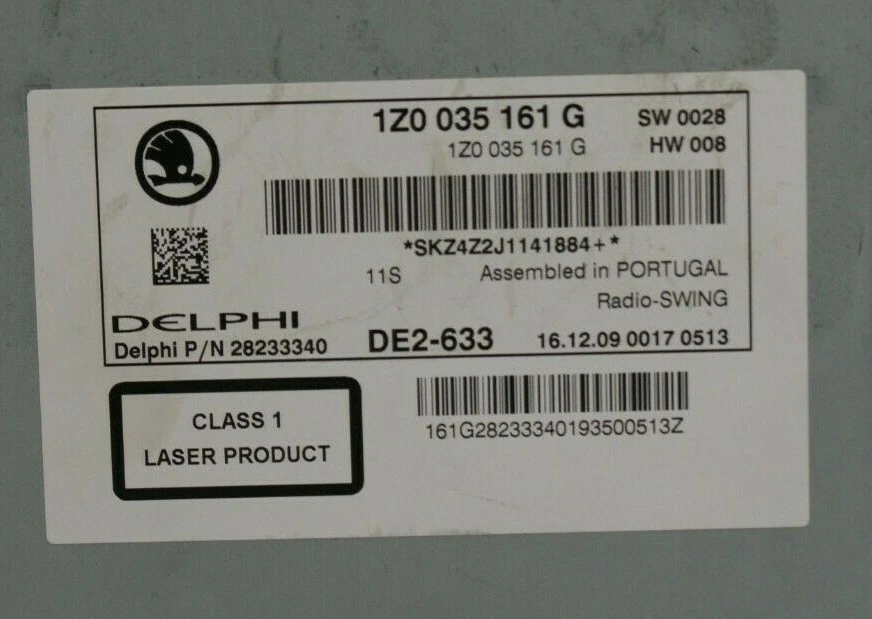 1Z0 035 161 G SW 0028
1Z0 035 161 G HW 008
*SKZ4Z2J1141884+*
11S Assembled in PORTUGAL
Radio-SWING
DELPHI
Delphi P/N 28233340 DE2-633 16.12.09 0017 0513
CLASS 1
LASER PRODUCT
161G28233340193500513Z